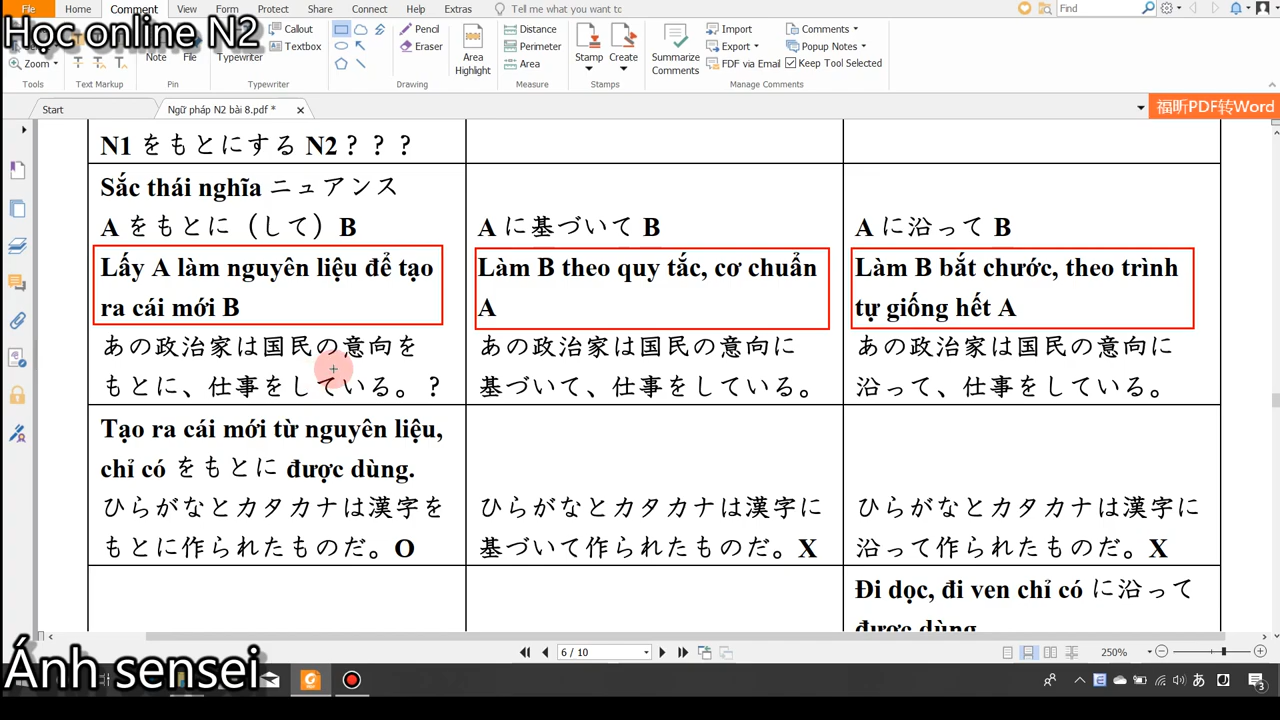 File Home Comment View Form Protect Share Connect Help Extras Tell me what you want tc Find
Học online N2
Callout
Textbox
Pencil
Eraser
Distance
Perimeter
Area
Import
Export
FDF via Email
Comments
Popup Notes
Keep Tool Selected
Zoom
Note File Typewriter
Area
Highlight
Stamp Create
Summarize
Comments
Tools Text Markup Pin Typewriter Drawing Measure Stamps Manage Comments
Start Ngữ pháp N2 bài 8.pdf * 福昕PDF转Word
N1 をもとにする N2？？？
Sắc thái nghĩa ニュアンス
A をもとに（して）B
Lấy A làm nguyên liệu để tạo
ra cái mới B
あの政治家は国民の意向を
もとに、仕事をしている。？
A に基づいて B
Làm B theo quy tắc, cơ chuẩn
A
あの政治家は国民の意向に
基づいて、仕事をしている。
A に沿って B
Làm B bắt chước, theo trình
tự giống hết A
あの政治家は国民の意向に
沿って、仕事をしている。
Tạo ra cái mới từ nguyên liệu,
chỉ có をもとに được dùng.
ひらがなとカタカナは漢字を
もとに作られたものだ。O
ひらがなとカタカナは漢字に
基づいて作られたものだ。X
ひらがなとカタカナは漢字に
沿って作られたものだ。X
Đi dọc, đi ven chỉ có に沿って
được dùng
6 / 10
250%
Ánh sensei
あ
3